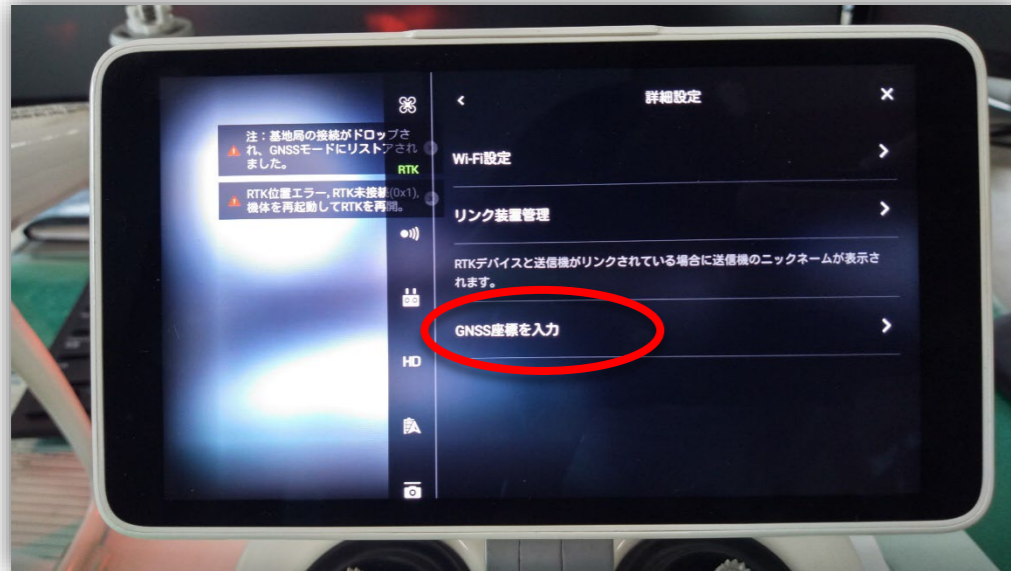 詳細設定
注：基地局の接続がドロップさ
れ、GNSSモードにリストアされ
ました。
RTK
RTK位置エラー, RTK未接続(0x1),
機体を再起動してRTKを再開。
HD
Wi-Fi設定
リンク装置管理
RTKデバイスと送信機がリンクされている場合に送信機のニックネームが表示さ
れます。
GNSS座標を入力